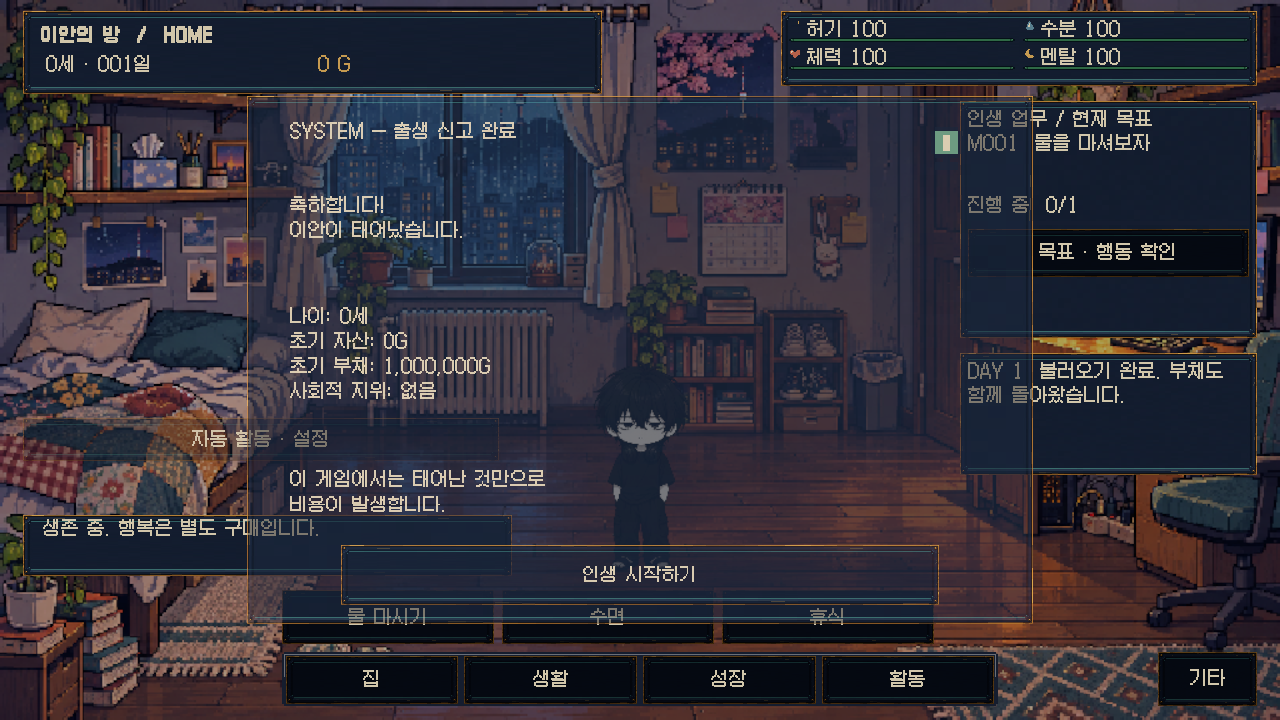 이안의 방 / HOME
0세 · 001일
0 G
허기 100
수분 100
체력 100
멘탈 100
SYSTEM — 출생 신고 완료
축하합니다!
이안이 태어났습니다.
나이: 0세
초기 자산: 0G
초기 부채: 1,000,000G
사회적 지위: 없음
이 게임에서는 태어난 것만으로
비용이 발생합니다.
인생 시작하기
인생 업무 / 현재 목표
M001 물을 마셔보자
진행 중 0/1
목표 · 행동 확인
DAY 1 불러오기 완료. 부채도
함께 돌아왔습니다.
자동 활동 · 설정
생존 중. 행복은 별도 구매입니다.
물 마시기
수면
휴식
집
생활
성장
활동
기타